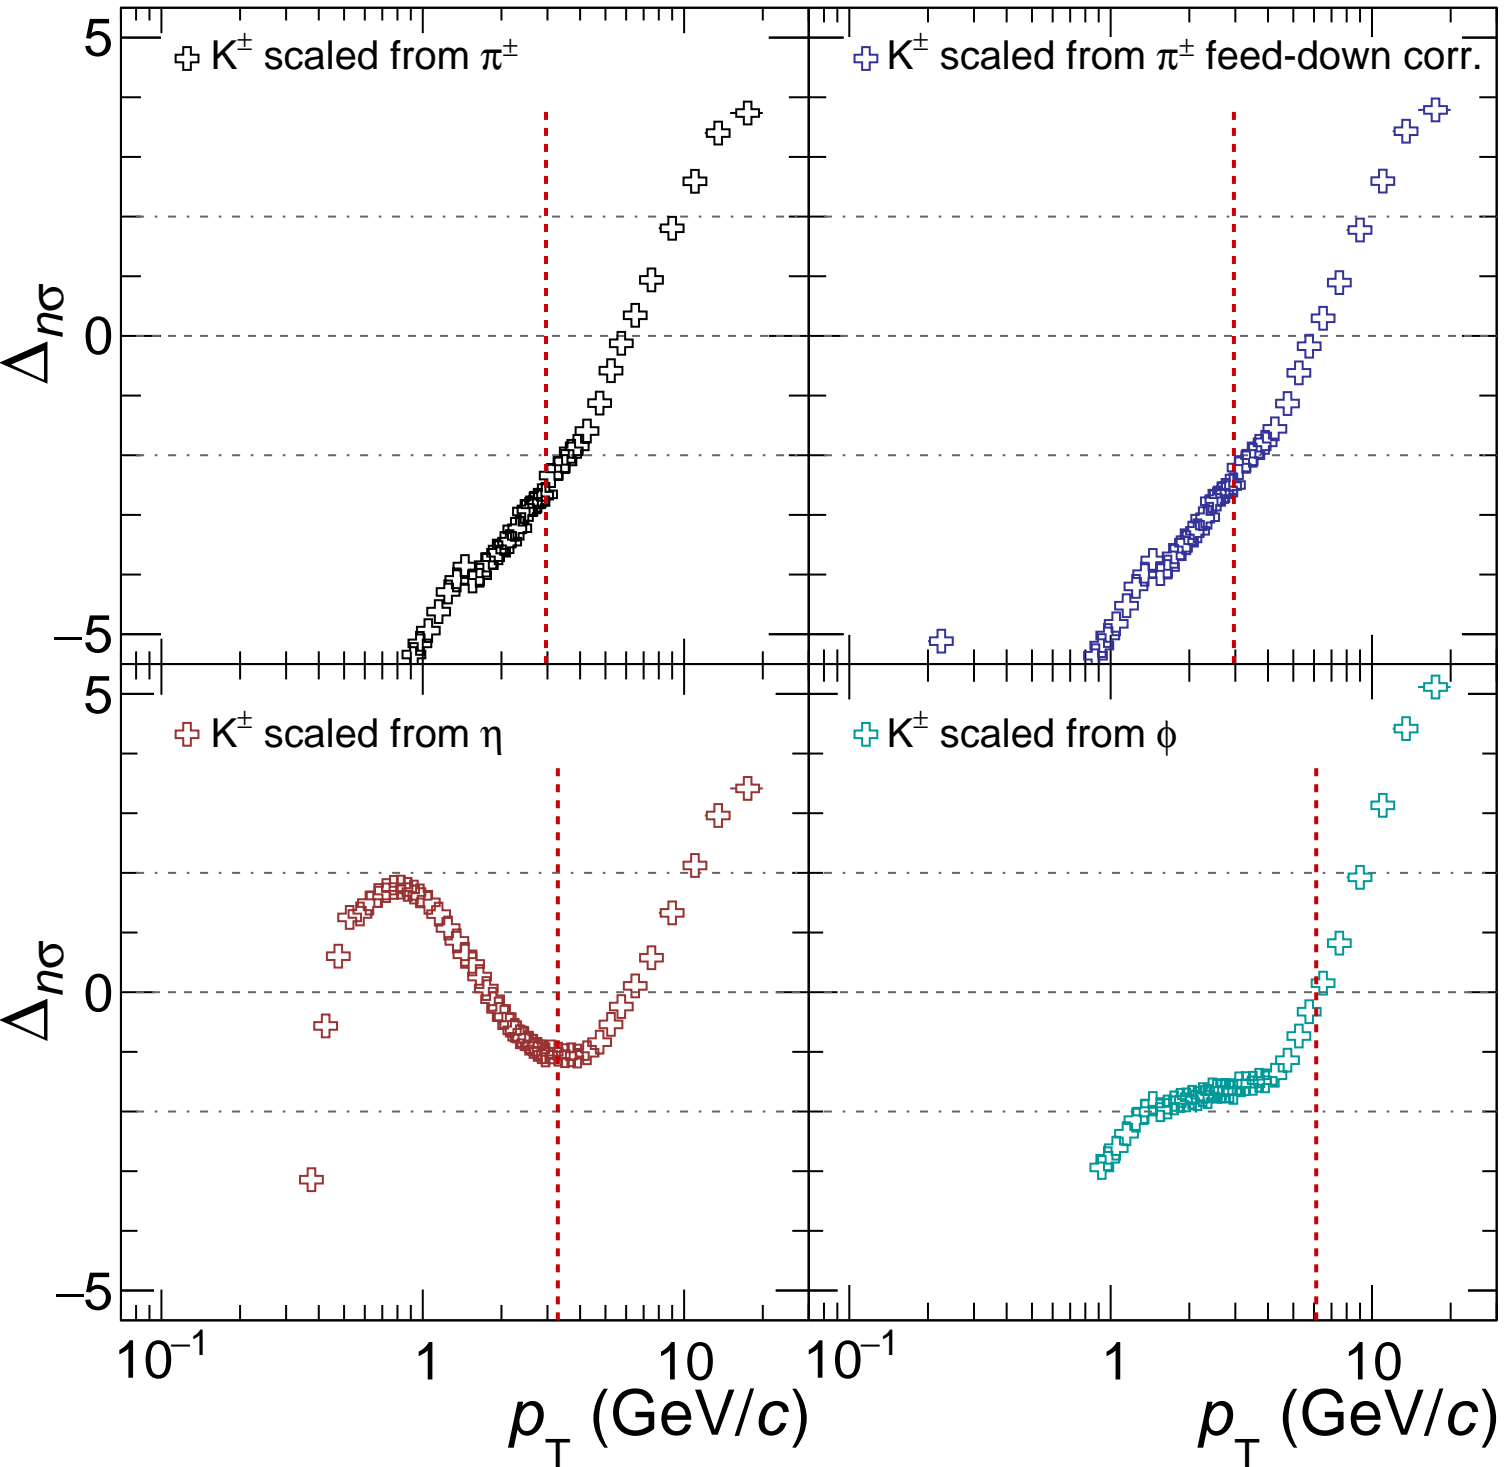 5
K± scaled from π±
K± scaled from π± feed-down corr.
Δnσ
0
−5
5
K± scaled from η
K± scaled from ϕ
Δnσ
0
−5
10−1 1 10 10−1 1 10
pT (GeV/c) pT (GeV/c)